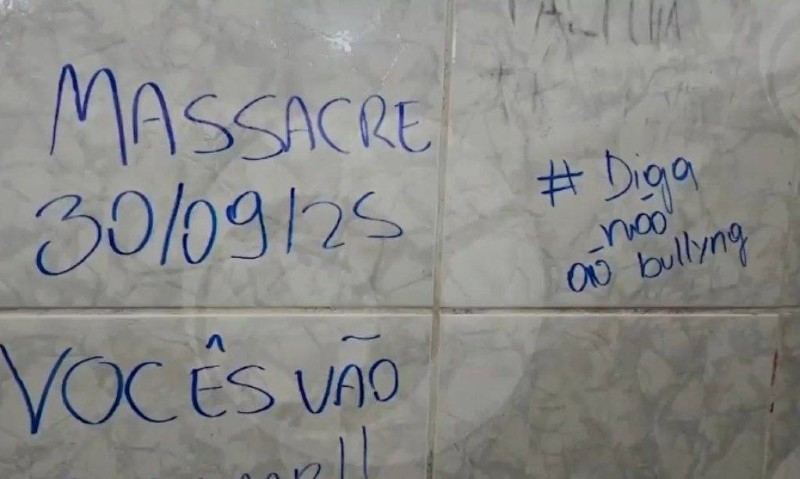 MASSACRE
30/09/25
VOCÊS VÃO
# Diga
não
ao bullyng